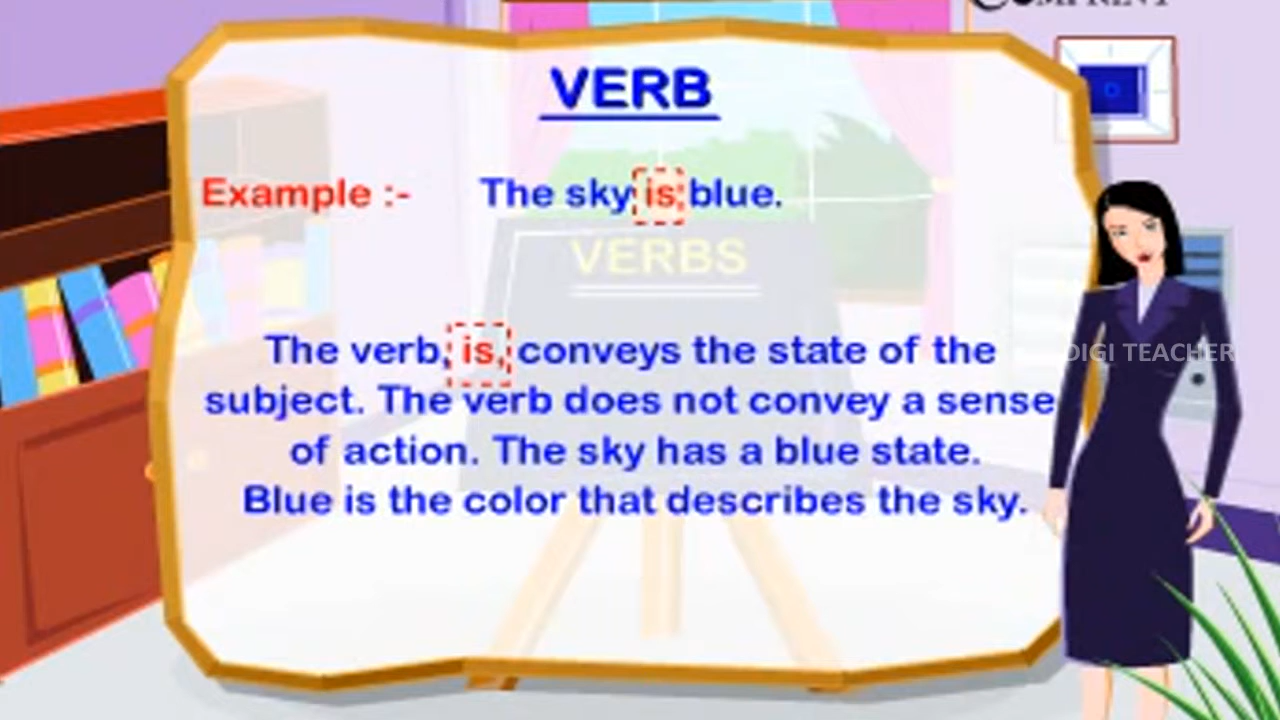 VERB
Example :- The sky is blue.
VERBS
The verb, is, conveys the state of the
DIGI TEACHER
subject. The verb does not convey a sense
of action. The sky has a blue state.
Blue is the color that describes the sky.